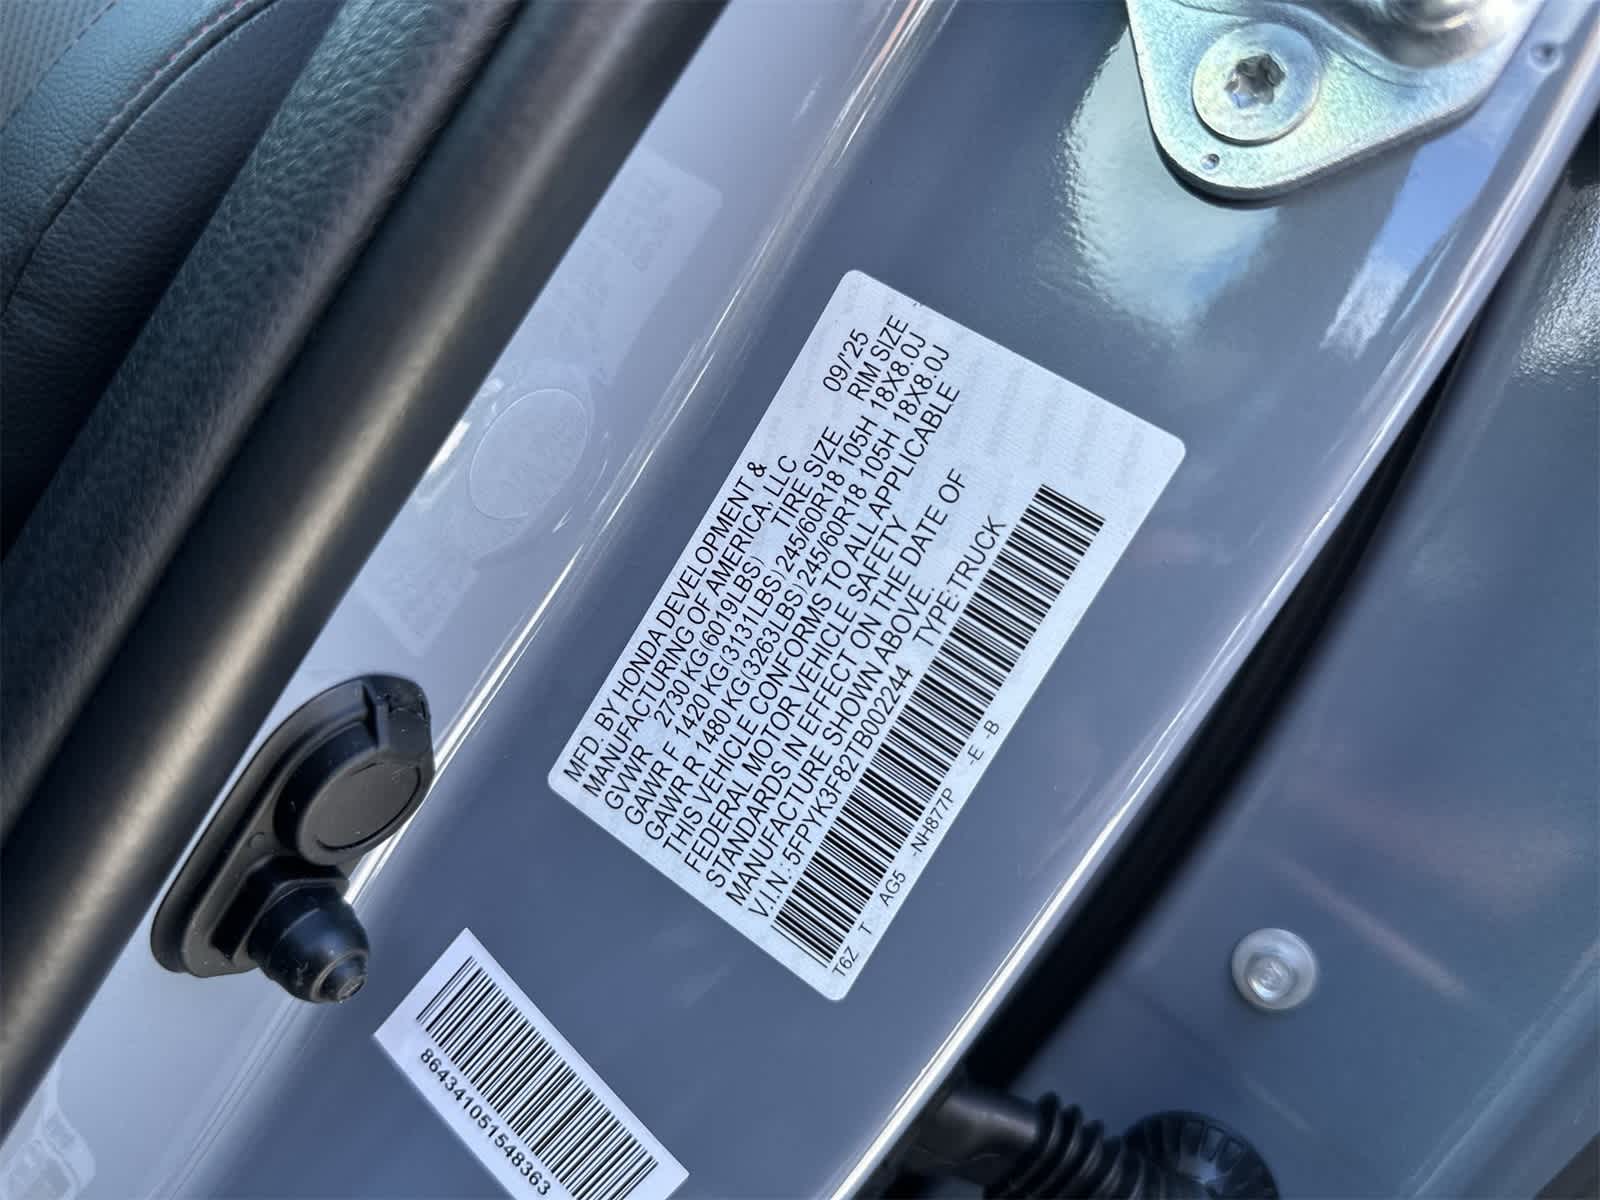 09/'25
MFD. BY HONDA DEVELOPMENT &
MANUFACTURING OF AMERICA, LLC
GVWR 2730KG(6019LBS) TIRE SIZE RIM SIZE
GAWR F 1420KG(3131LBS) 245/60R18 105H 18X8.0J
GAWR R 1480KG(3263LBS) 245/60R18 105H 18X8.0J
THIS VEHICLE CONFORMS TO ALL APPLICABLE
FEDERAL MOTOR VEHICLE SAFETY
STANDARDS IN EFFECT ON THE DATE OF
MANUFACTURE SHOWN ABOVE.
V.I.N.: 5FPYK3F82TB002244 TYPE:TRUCK
T6Z T AG5 -NH877P -E -B
864341051548363